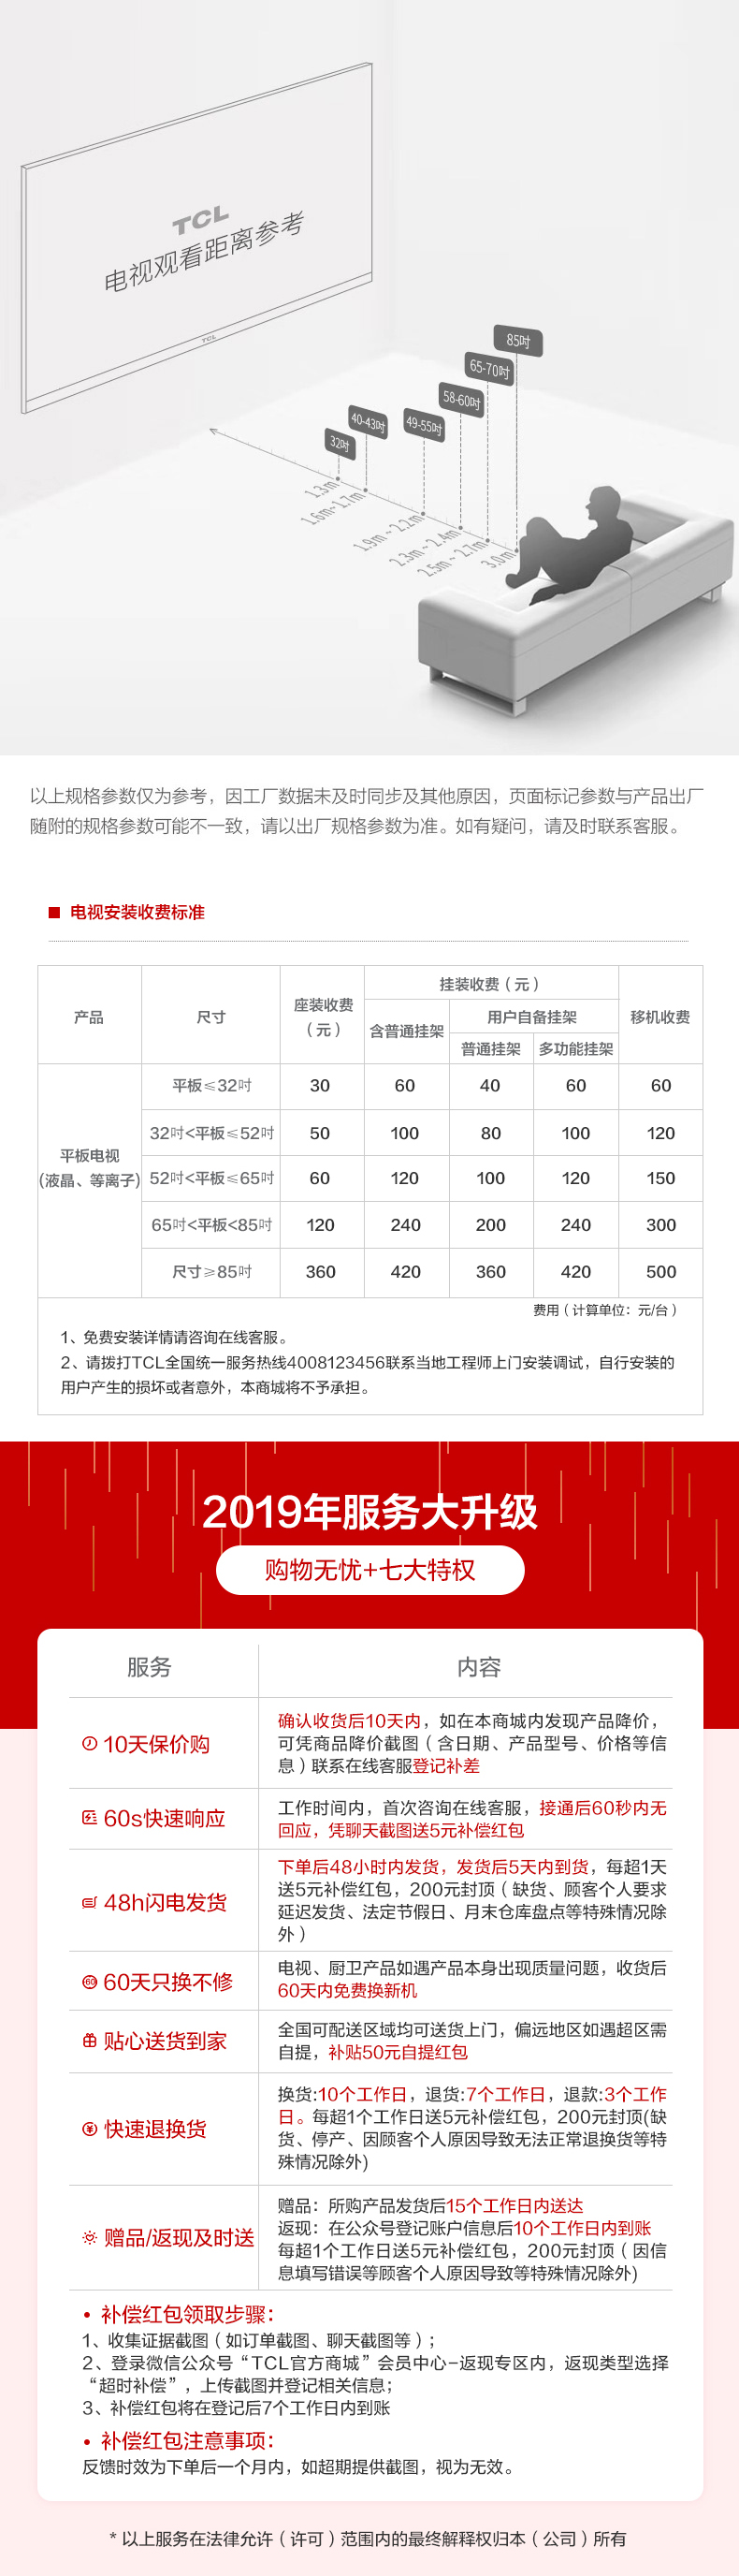 TCL
电视观看距离参考
TCL
85吋
65-70吋
58-60吋
49-55吋
40-43吋
32吋
1.3m
1.6m~1.7m
1.9m ~ 2.2m
2.3m ~ 2.4m
2.5m ~ 2.7m
3.0m
以上规格参数仅为参考，因工厂数据未及时同步及其他原因，页面标记参数与产品出厂
随附的规格参数可能不一致，请以出厂规格参数为准。如有疑问，请及时联系客服。
电视安装收费标准
产品 尺寸 座装收费（元） 挂装收费（元） 移机收费
含普通挂架 用户自备挂架
普通挂架 多功能挂架
平板电视
(液晶、等离子)
平板≤32吋 30 60 40 60 60
32吋<平板≤52吋 50 100 80 100 120
52吋<平板≤65吋 60 120 100 120 150
65吋<平板<85吋 120 240 200 240 300
尺寸≥85吋 360 420 360 420 500
费用（计算单位：元/台）
1、免费安装详情请咨询在线客服。
2、请拨打TCL全国统一服务热线4008123456联系当地工程师上门安装调试，自行安装的
用户产生的损坏或者意外，本商城将不予承担。
2019年服务大升级
购物无忧+七大特权
服务 内容
10天保价购
确认收货后10天内，如在本商城内发现产品降价，
可凭商品降价截图（含日期、产品型号、价格等信
息）联系在线客服登记补差
60s快速响应
工作时间内，首次咨询在线客服，接通后60秒内无
回应，凭聊天截图送5元补偿红包
48h闪电发货
下单后48小时内发货，发货后5天内到货，每超1天
送5元补偿红包，200元封顶（缺货、顾客个人要求
延迟发货、法定节假日、月末仓库盘点等特殊情况除
外）
60 60天只换不修
电视、厨卫产品如遇产品本身出现质量问题，收货后
60天内免费换新机
贴心送货到家
全国可配送区域均可送货上门，偏远地区如遇超区需
自提，补贴50元自提红包
快速退换货
换货:10个工作日，退货:7个工作日，退款:3个工作
日。每超1个工作日送5元补偿红包，200元封顶(缺
货、停产、因顾客个人原因导致无法正常退换货等特
殊情况除外)
赠品/返现及时送
赠品：所购产品发货后15个工作日内送达
返现：在公众号登记账户信息后10个工作日内到账
每超1个工作日送5元补偿红包，200元封顶（因信
息填写错误等顾客个人原因导致等特殊情况除外)
• 补偿红包领取步骤：
1、收集证据截图（如订单截图、聊天截图等）；
2、登录微信公众号“TCL官方商城”会员中心-返现专区内，返现类型选择
“超时补偿”，上传截图并登记相关信息；
3、补偿红包将在登记后7个工作日内到账
• 补偿红包注意事项：
反馈时效为下单后一个月内，如超期提供截图，视为无效。
* 以上服务在法律允许（许可）范围内的最终解释权归本（公司）所有